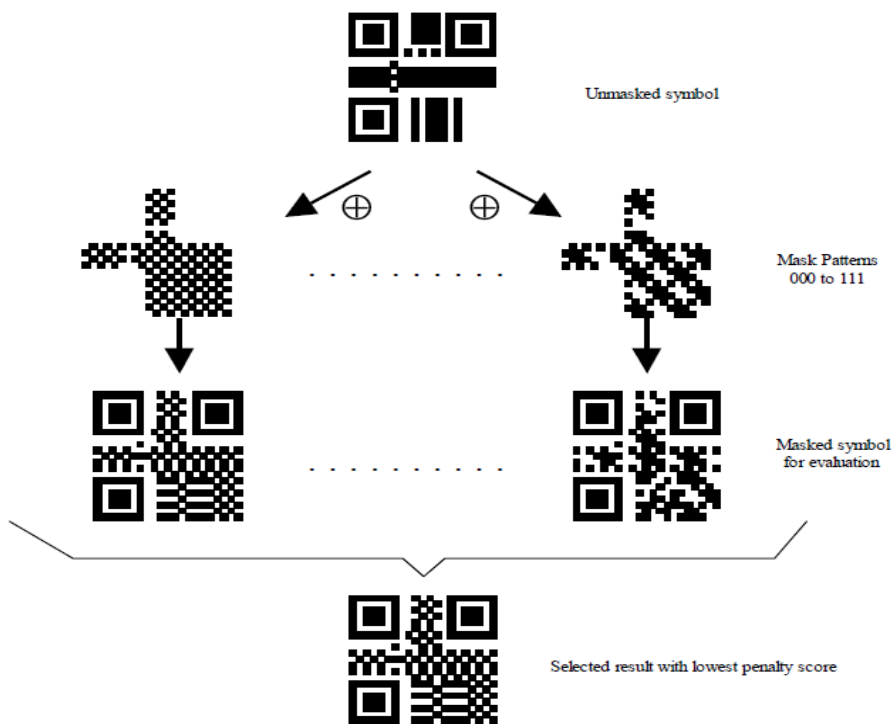 Unmasked symbol
Mask Patterns
000 to 111
Masked symbol
for evaluation
Selected result with lowest penalty score